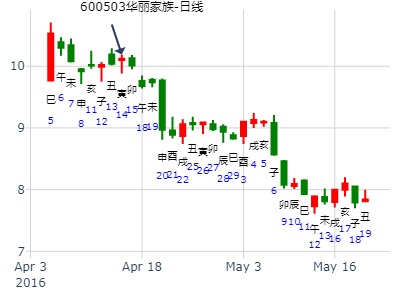 600503华丽家族-日线
10
9
8
7
巳 午 未 申 亥 子 丑 寅 卯 午 未 申 酉 戌 丑 寅 卯 辰 巳 酉 戌 亥 子 卯 辰 巳 午 未 戌 亥 子 丑
5 6 7 8 11 12 13 14 15 18 19 20 21 22 25 26 27 28 29 3 4 5 6 9 10 11 12 13 16 17 18 19
Apr 3 Apr 18 May 3 May 16
2016